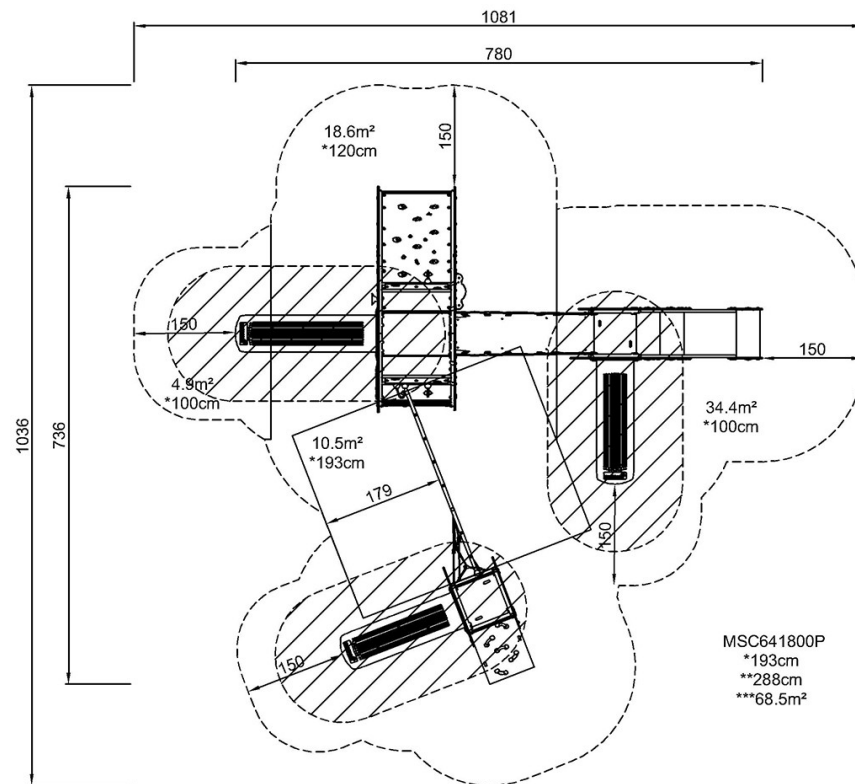 1081
780
18.6m²
*120cm
150
150
150
4.9m²
*100cm
34.4m²
*100cm
1036
736
10.5m²
*193cm
179
150
150
MSC641800P
*193cm
**288cm
***68.5m²